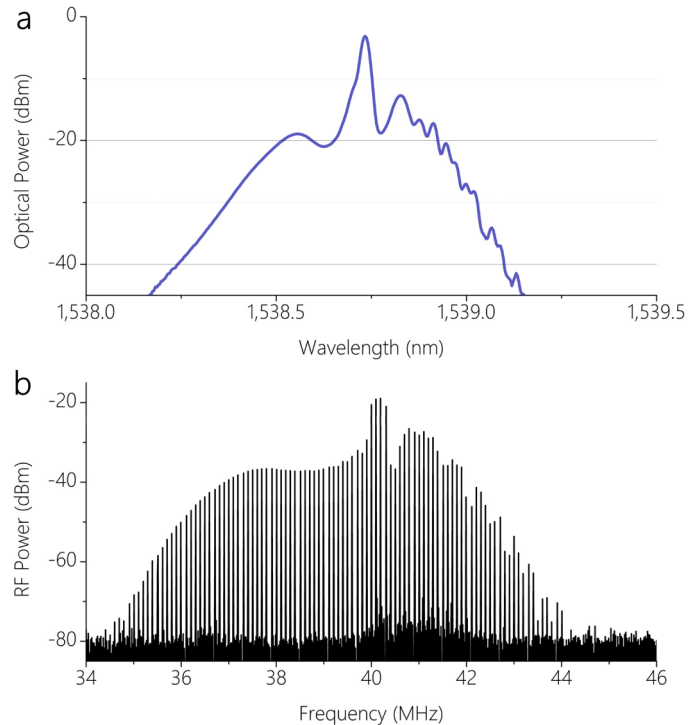 a
0
-20
-40
Optical Power (dBm)
1,538.0 1,538.5 1,539.0 1,539.5
Wavelength (nm)
b
-20
-40
-60
-80
RF Power (dBm)
34 36 38 40 42 44 46
Frequency (MHz)